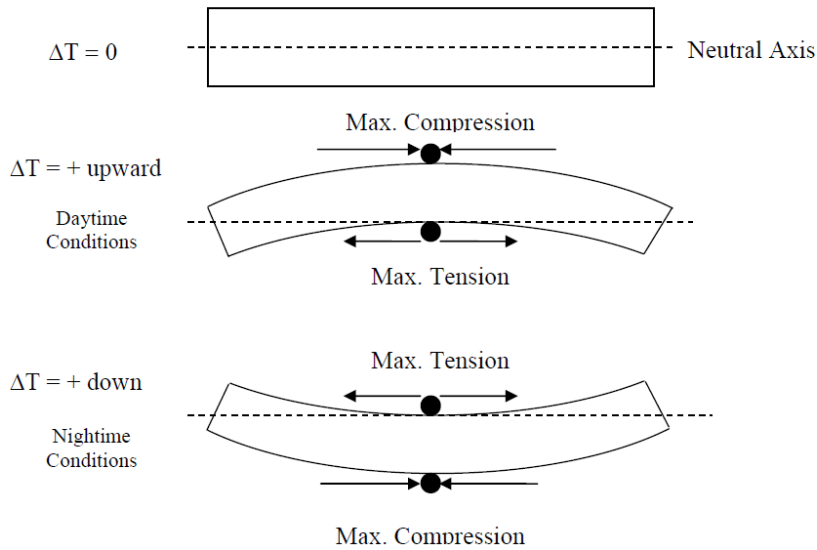 ΔT = 0
Neutral Axis
Max. Compression
ΔT = + upward
Daytime
Conditions
Max. Tension
Max. Tension
ΔT = + down
Nightime
Conditions
Max. Compression